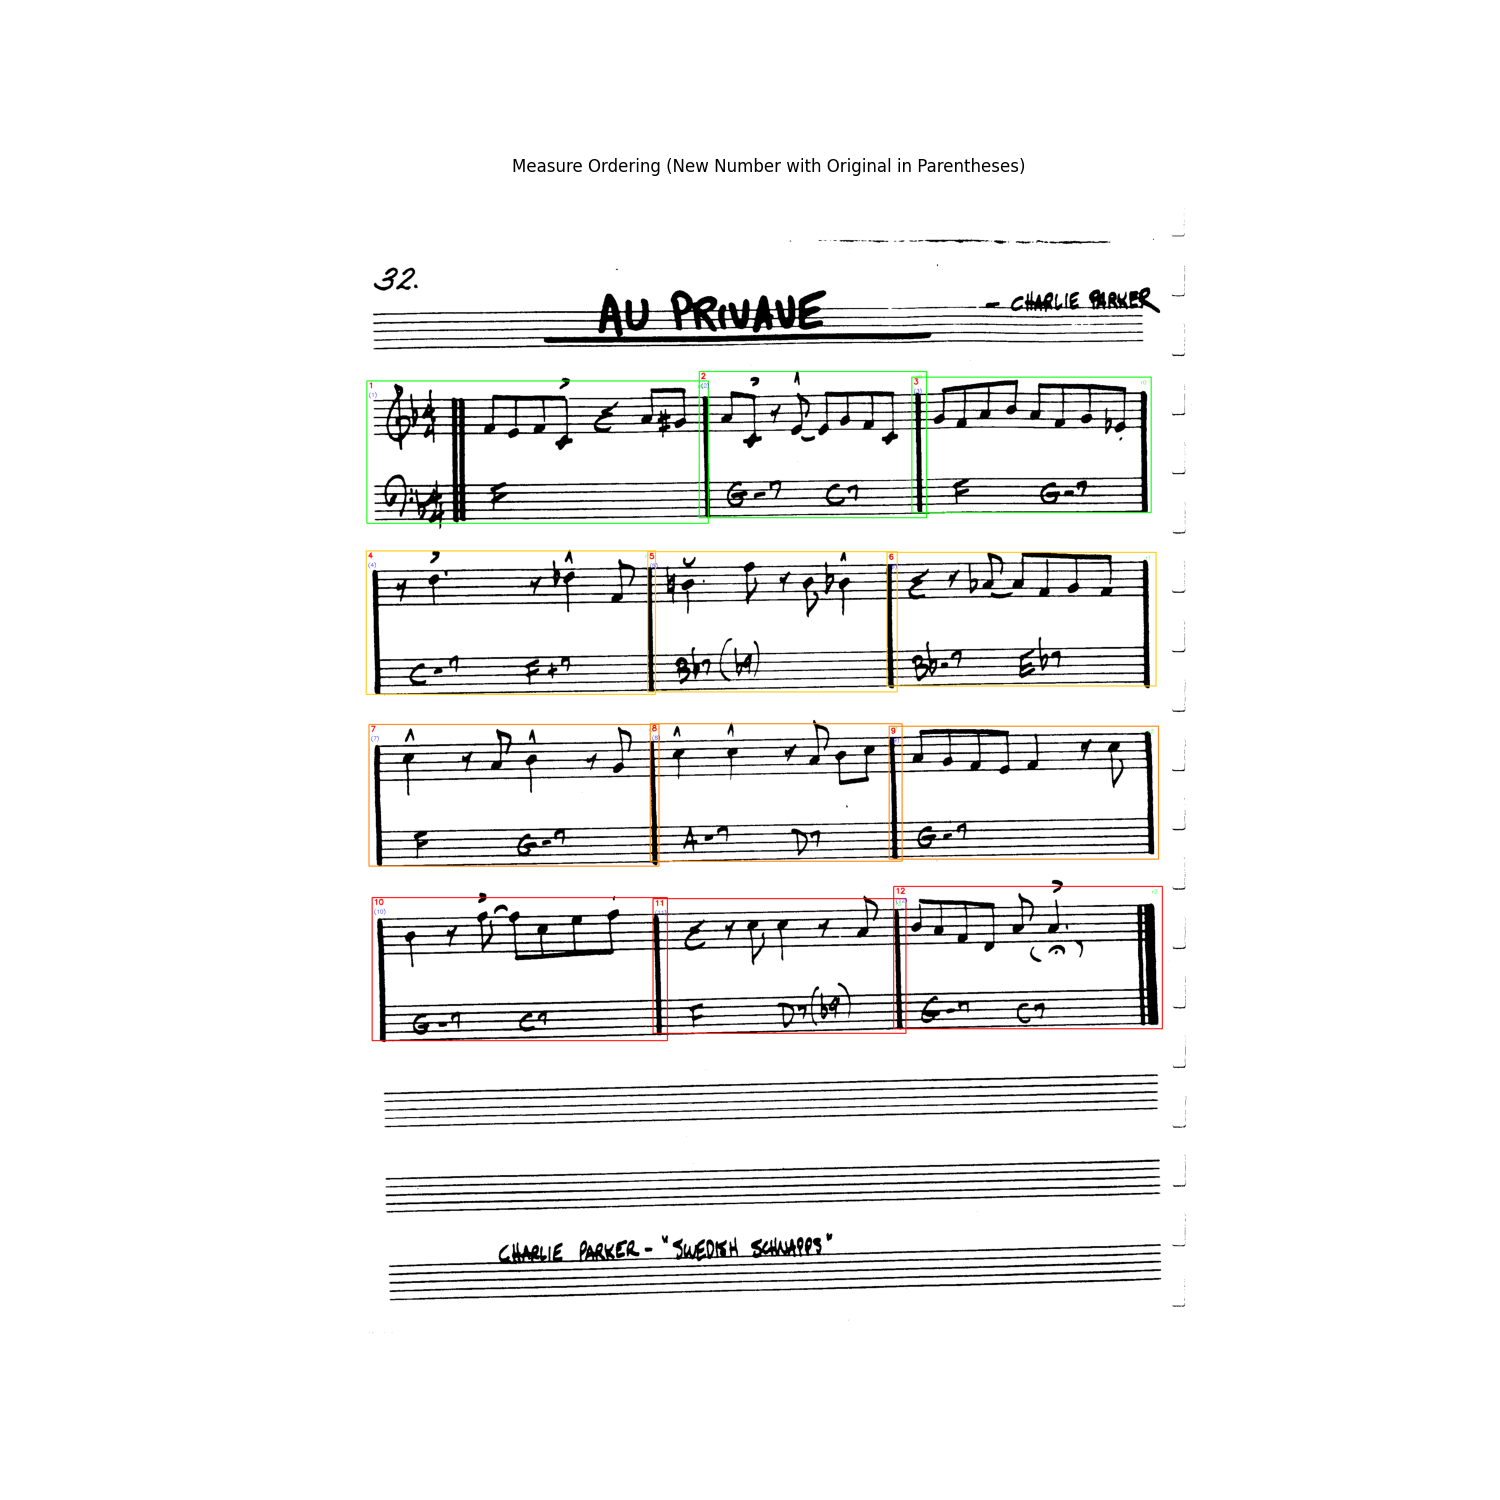 Measure Ordering (New Number with Original in Parentheses)
32.
AU PRIVAVE
- CHARLIE PARKER
1 2 3
(1) (2) (3)
F G-7 C7 F G-7
4 5 6
(4) (5)
C-7 F+7 Bb7 (b9) Bb-7 Eb7
7 8 9
(7) (8)
F G-7 A-7 D7 G-7
10 11 12
(10) (11) (12)
G-7 C7 F D7(b9) G-7 C7
CHARLIE PARKER - "SWEDISH SCHNAPPS"